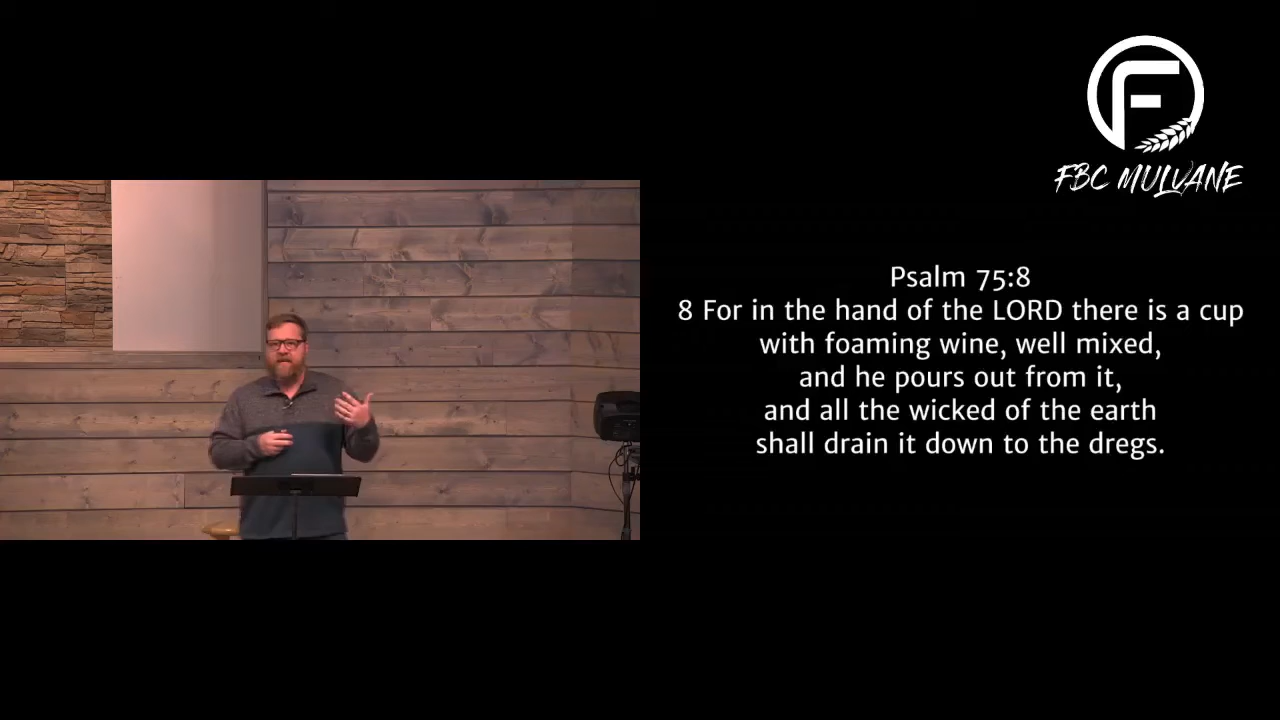 FBC MULVANE
Psalm 75:8
8 For in the hand of the LORD there is a cup
with foaming wine, well mixed,
and he pours out from it,
and all the wicked of the earth
shall drain it down to the dregs.